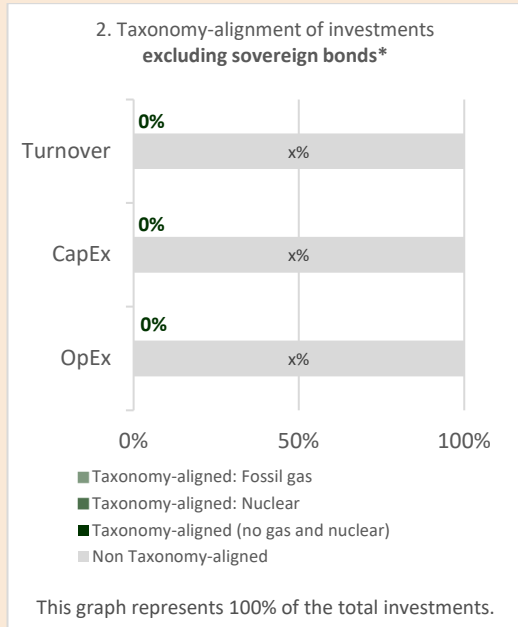 2. Taxonomy-alignment of investments
excluding sovereign bonds*
0%
Turnover
x%
0%
CapEx
x%
0%
OpEx
x%
0% 50% 100%
Taxonomy-aligned: Fossil gas
Taxonomy-aligned: Nuclear
Taxonomy-aligned (no gas and nuclear)
Non Taxonomy-aligned
This graph represents 100% of the total investments.